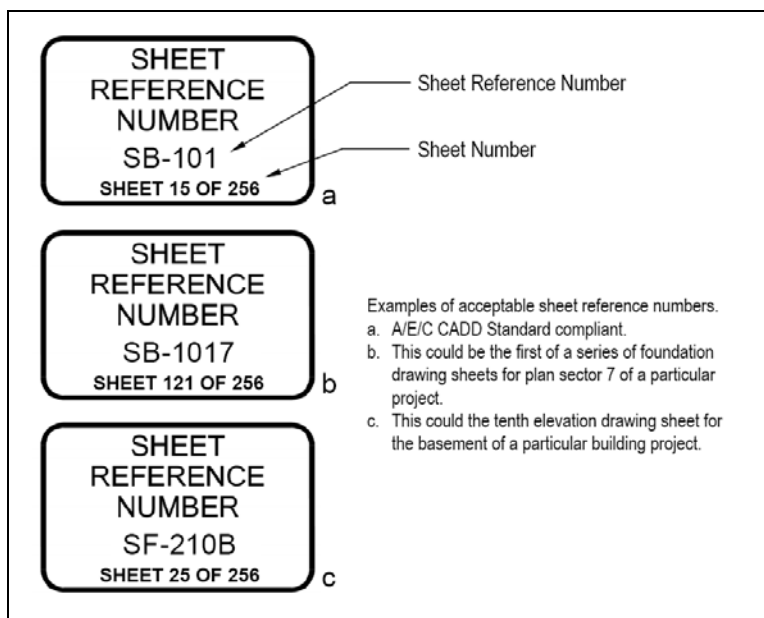 SHEET
REFERENCE
NUMBER
SB-101
SHEET 15 OF 256
a
Sheet Reference Number
Sheet Number
SHEET
REFERENCE
NUMBER
SB-1017
SHEET 121 OF 256
b
Examples of acceptable sheet reference numbers.
a. A/E/C CADD Standard compliant.
b. This could be the first of a series of foundation
drawing sheets for plan sector 7 of a particular
project.
c. This could the tenth elevation drawing sheet for
the basement of a particular building project.
SHEET
REFERENCE
NUMBER
SF-210B
SHEET 25 OF 256
c